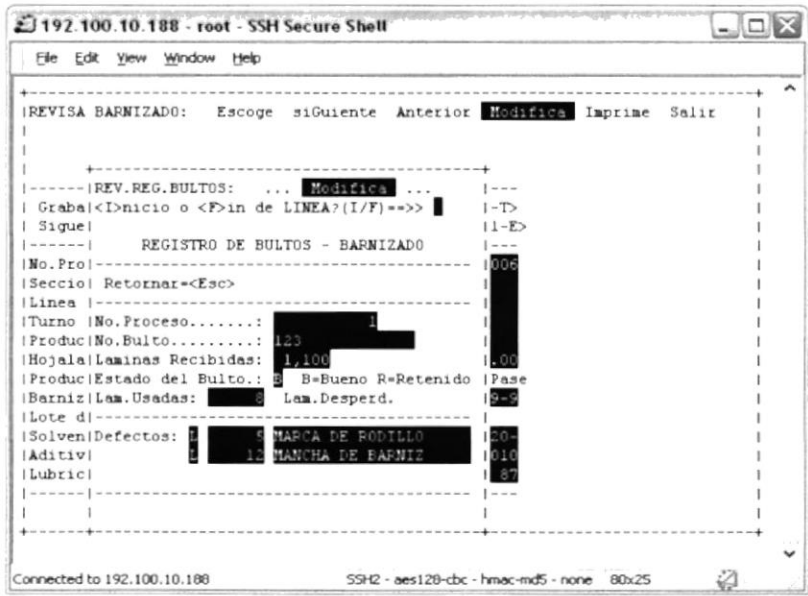 192.100.10.188 - root - SSH Secure Shell
File Edit View Window Help
REVISA BARNIZADO: Escoge siGuiente Anterior Modifica Imprime Salir
REV.REG.BULTOS: ... Modifica ...
Graba <I>nicio o <F>in de LINEA?(I/F)==>> -T>
Sigue 1-E>
REGISTRO DE BULTOS - BARNIZADO
No.Pro 006
Seccio Retornar=<Esc>
Linea
Turno No.Proceso.......: 1
Produc No.Bulto.........: 123
Hojala Laminas Recibidas: 1,100 .00
Produc Estado del Bulto.: B B=Bueno R=Retenido Pase
Barniz Lam.Usadas: 8 Lam.Desperd. 9-9
Lote d
Solven Defectos: L 5 MARCA DE RODILLO 20-
Aditiv L 12 MANCHA DE BARNIZ 010
Lubric 87
Connected to 192.100.10.188 SSH2 - aes128-cbc - hmac-md5 - none 80x25